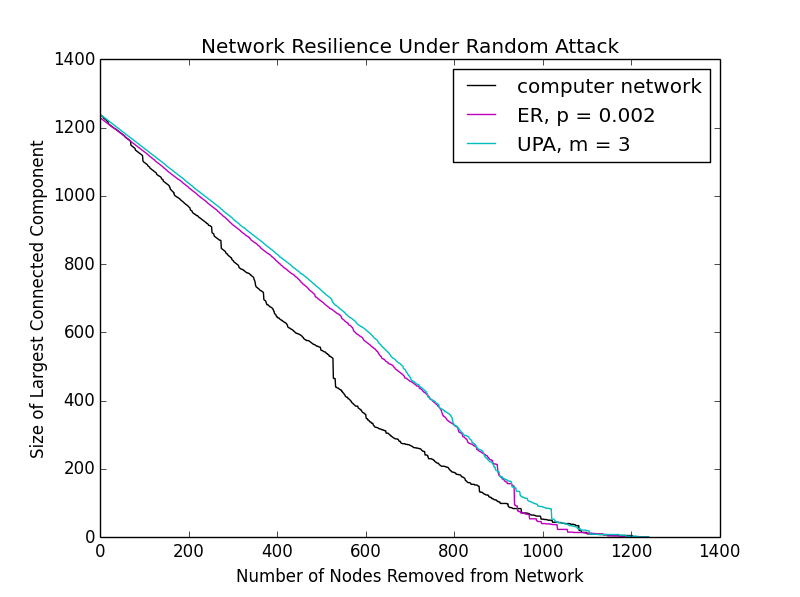 Network Resilience Under Random Attack
1400
1200
1000
800
600
400
200
0
Size of Largest Connected Component
computer network
ER, p = 0.002
UPA, m = 3
0 200 400 600 800 1000 1200 1400
Number of Nodes Removed from Network